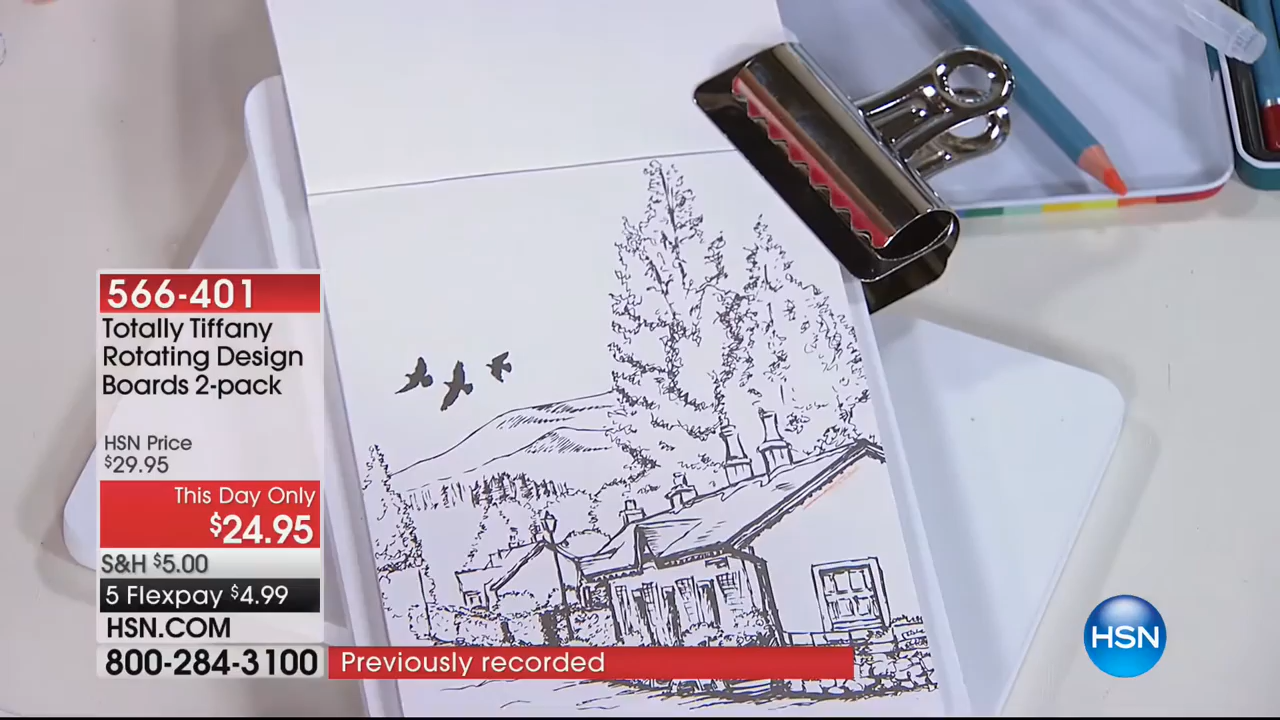 566-401
Totally Tiffany
Rotating Design
Boards 2-pack
HSN Price
$29.95
This Day Only
$24.95
S&H $5.00
5 Flexpay $4.99
HSN.COM
800-284-3100
Previously recorded
HSN